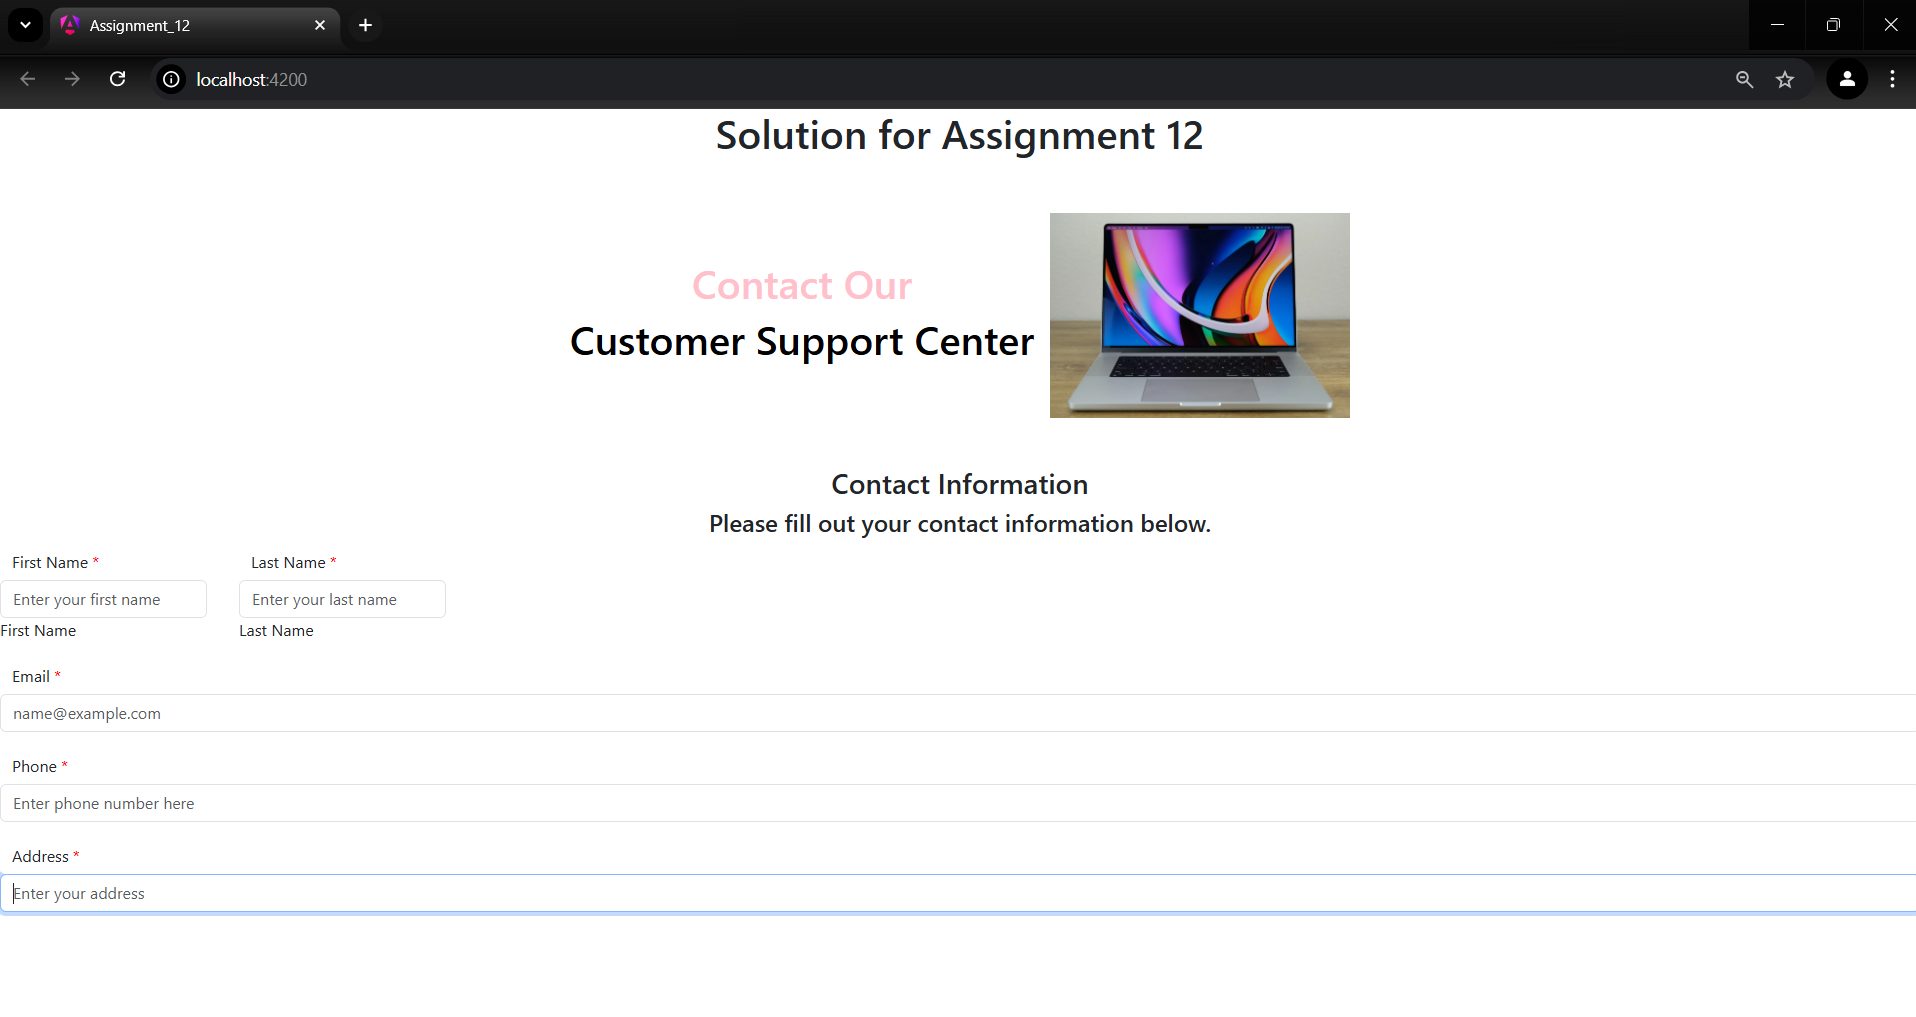 Assignment_12
localhost:4200
Solution for Assignment 12
Contact Our
Customer Support Center
Contact Information
Please fill out your contact information below.
First Name * Last Name *
Enter your first name Enter your last name
First Name Last Name
Email *
name@example.com
Phone *
Enter phone number here
Address *
Enter your address